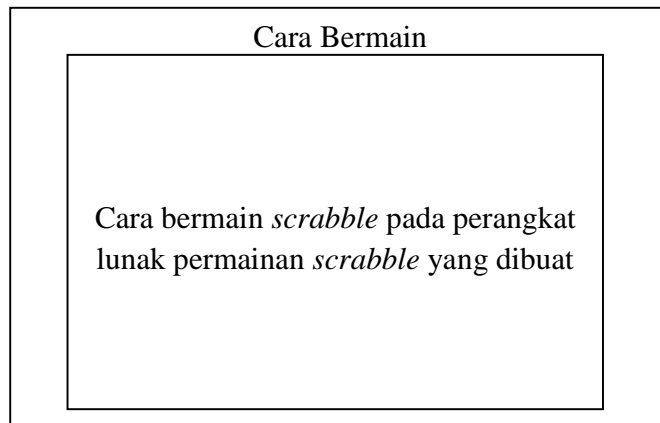 Cara Bermain
Cara bermain scrabble pada perangkat
lunak permainan scrabble yang dibuat